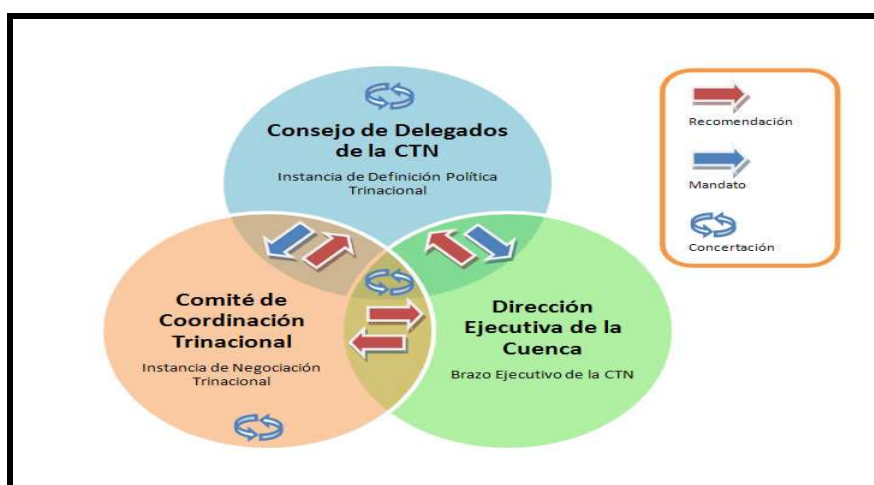 Consejo de Delegados
de la CTN
Instancia de Definición Política
Trinacional
Comité de
Coordinación
Trinacional
Instancia de Negociación
Trinacional
Dirección
Ejecutiva de la
Cuenca
Brazo Ejecutivo de la CTN
Recomendación
Mandato
Concertación